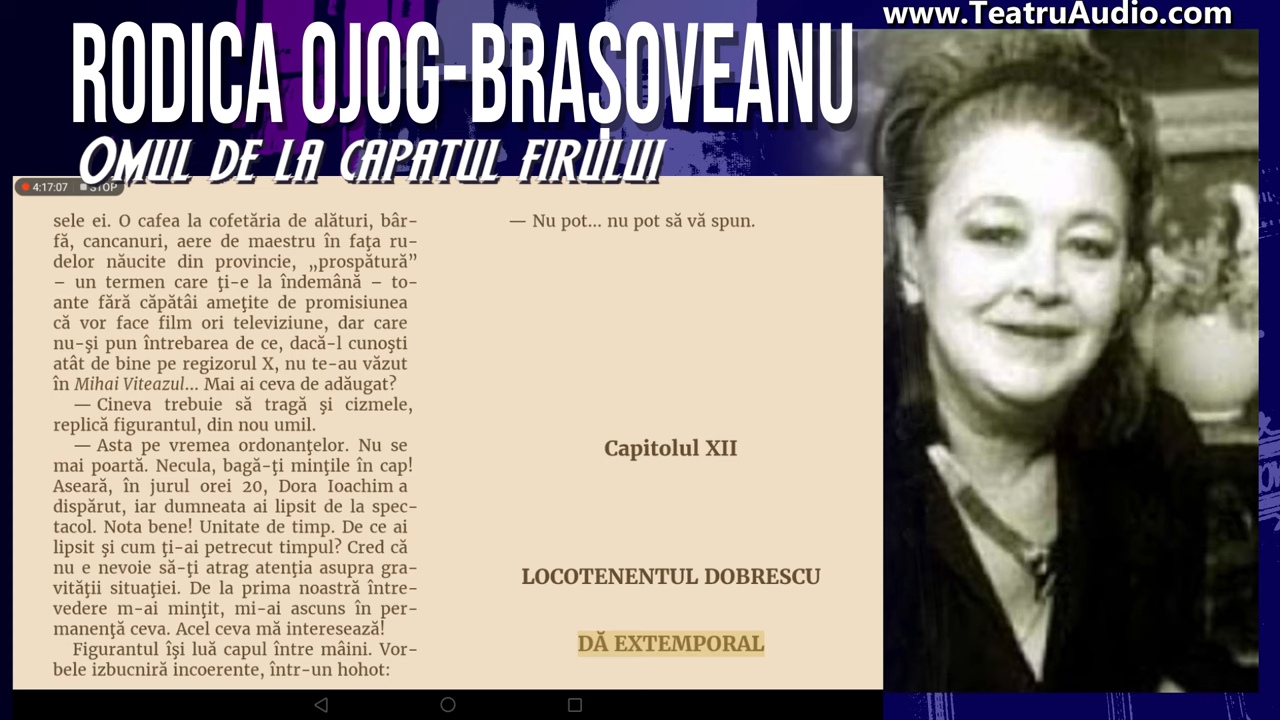 www.TeatruAudio.com
RODICA OJOG-BRAȘOVEANU
OMUL DE LA CAPATUL FIRULUI
4:17:07 STOP
sele ei. O cafea la cofetăria de alături, bâr-
fă, cancanuri, aere de maestru în faţa ru-
delor năucite din provincie, „prospătură”
– un termen care ţi-e la îndemână – to-
ante fără căpătâi ameţite de promisiunea
că vor face film ori televiziune, dar care
nu-şi pun întrebarea de ce, dacă-l cunoşti
atât de bine pe regizorul X, nu te-au văzut
în Mihai Viteazul... Mai ai ceva de adăugat?
— Cineva trebuie să tragă şi cizmele,
replică figurantul, din nou umil.
— Asta pe vremea ordonanţelor. Nu se
mai poartă. Necula, bagă-ţi minţile în cap!
Aseară, în jurul orei 20, Dora Ioachim a
dispărut, iar dumneata ai lipsit de la spec-
tacol. Nota bene! Unitate de timp. De ce ai
lipsit şi cum ţi-ai petrecut timpul? Cred că
nu e nevoie să-ţi atrag atenţia asupra gra-
vităţii situaţiei. De la prima noastră între-
vedere m-ai minţit, mi-ai ascuns în per-
manenţă ceva. Acel ceva mă interesează!
Figurantul îşi luă capul între mâini. Vor-
bele izbucniră incoerente, într-un hohot:
— Nu pot... nu pot să vă spun.
Capitolul XII
LOCOTENENTUL DOBRESCU
DĂ EXTEMPORAL